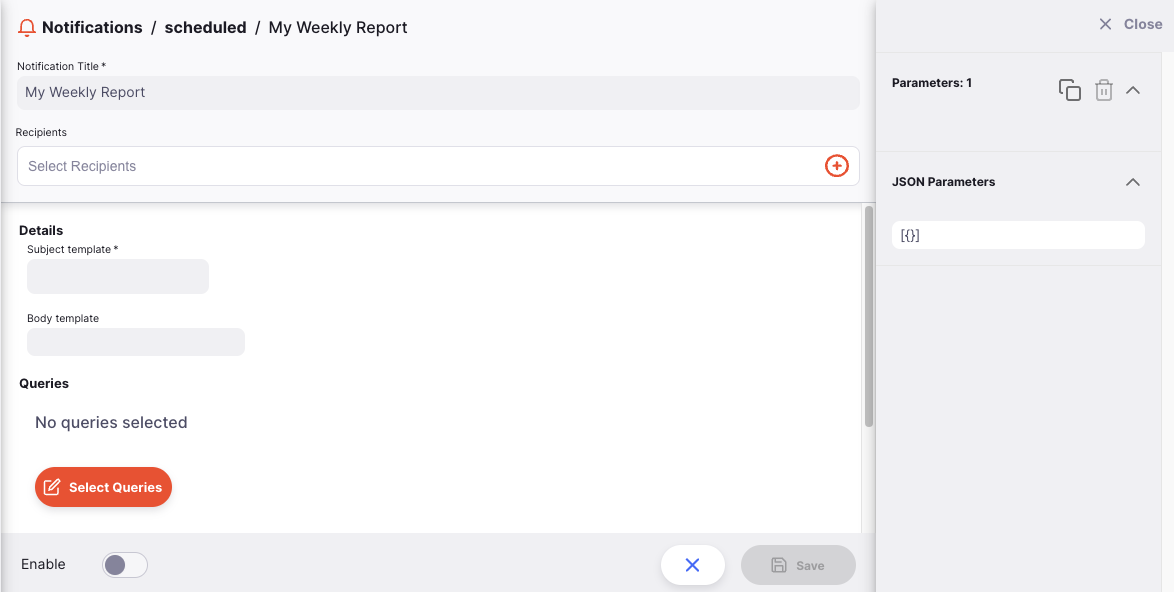 Notifications / scheduled / My Weekly Report
Notification Title *
My Weekly Report
Recipients
Select Recipients
Details
Subject template *
Body template
Queries
No queries selected
Select Queries
Enable
Save
Close
Parameters: 1
JSON Parameters
[{}]